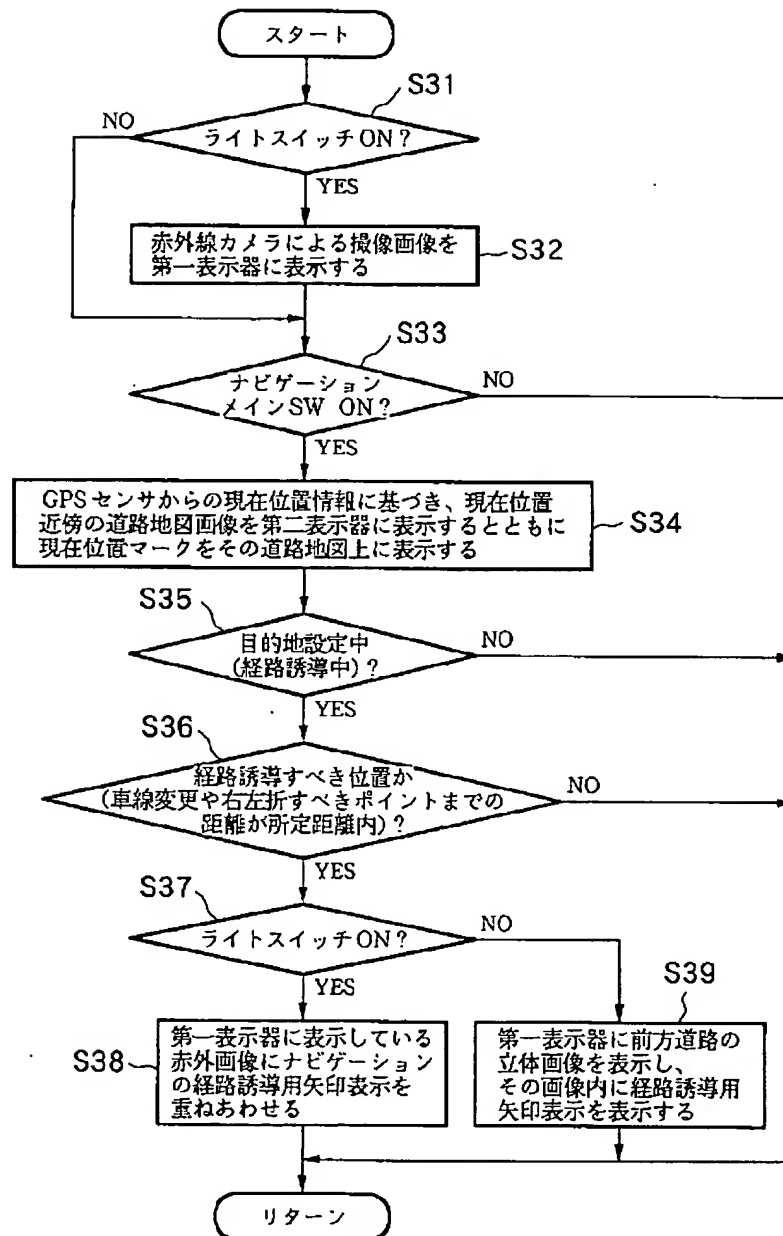 スタート
S31
NO
ライトスイッチON?
YES
赤外線カメラによる撮像画像を
第一表示器に表示する
S32
S33
ナビゲーション
メインSW ON?
NO
YES
GPSセンサからの現在位置情報に基づき、現在位置
近傍の道路地図画像を第二表示器に表示するとともに
現在位置マークをその道路地図上に表示する
S34
S35
目的地設定中
(経路誘導中)?
NO
YES
S36
経路誘導すべき位置か
(車線変更や右左折すべきポイントまでの
距離が所定距離内)?
NO
YES
S37
ライトスイッチON?
NO
YES
S38
第一表示器に表示している
赤外画像にナビゲーション
の経路誘導用矢印表示を
重ねあわせる
S39
第一表示器に前方道路の
立体画像を表示し、
その画像内に経路誘導用
矢印表示を表示する
リターン